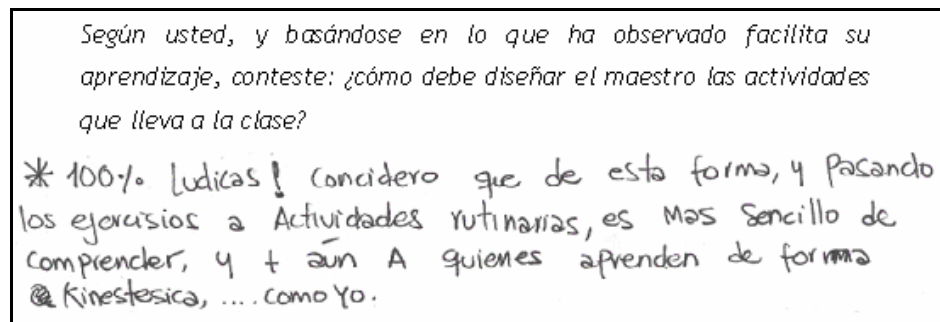 Según usted, y basándose en lo que ha observado facilita su
aprendizaje, conteste: ¿cómo debe diseñar el maestro las actividades
que lleva a la clase?
* 100% Ludicas! Concidero que de esta forma, y Pasando
los ejercisios a Actividades rutinarias, es Mas Sencillo de
Comprender, y + aún A quienes aprenden de forma
Kinestesica, .... como Yo.